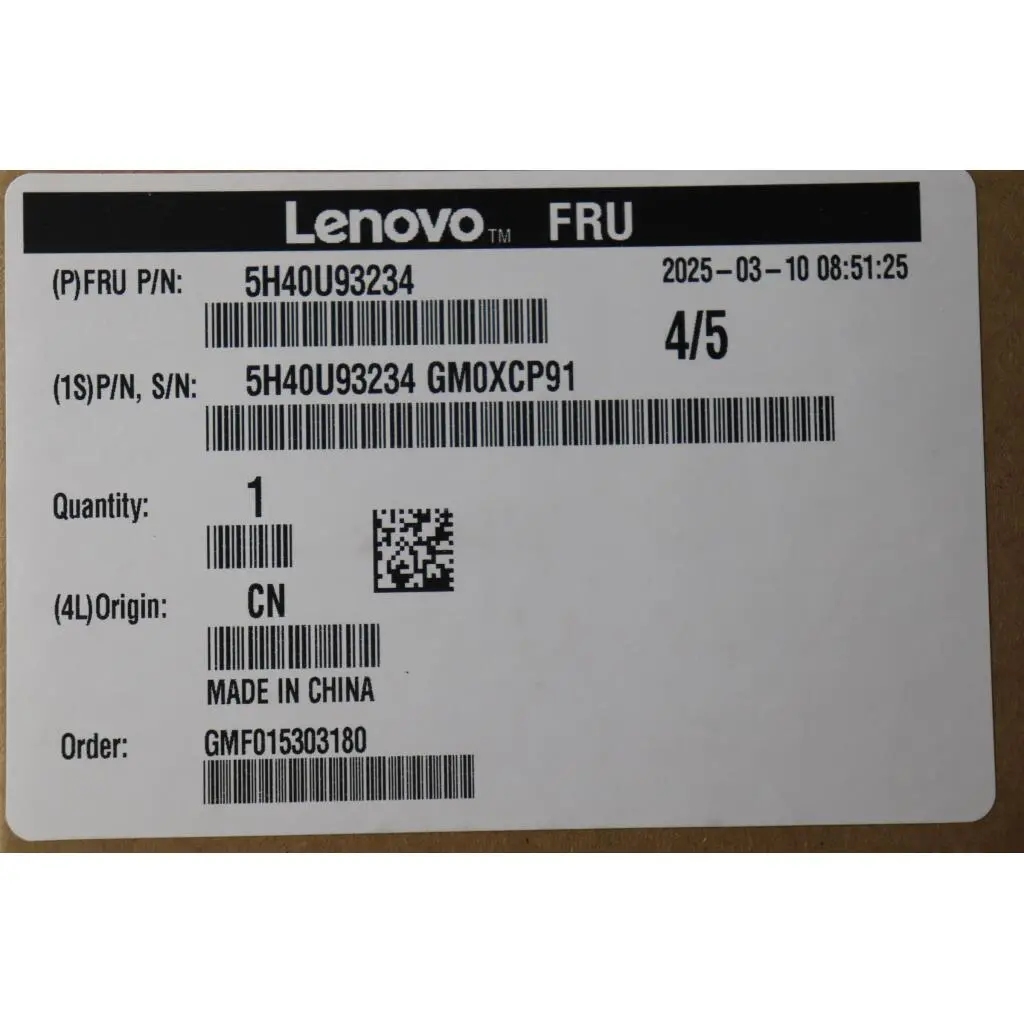 Lenovo™ FRU
(P)FRU P/N: 5H40U93234
2025-03-10 08:51:25
4/5
(1S)P/N, S/N: 5H40U93234 GM0XCP91
Quantity: 1
(4L)Origin: CN
MADE IN CHINA
Order: GMF015303180